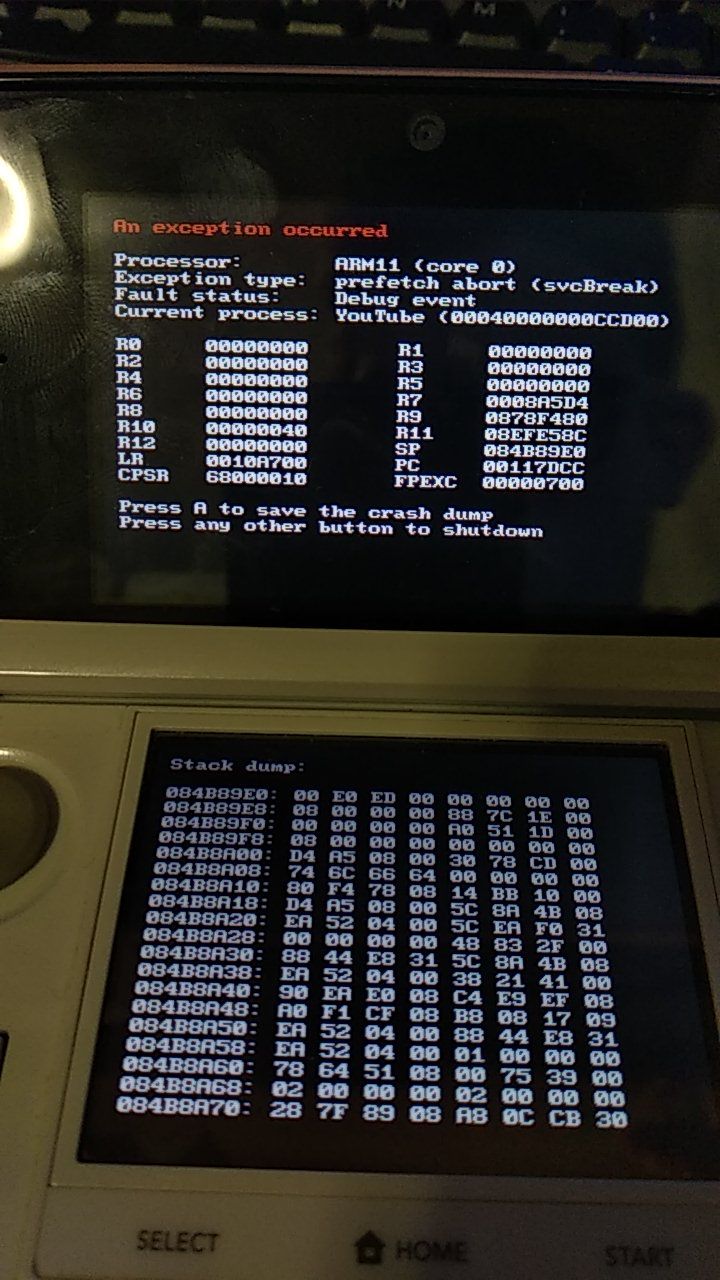 N M
An exception occurred
Processor: ARM11 (core 0)
Exception type: prefetch abort (svcBreak)
Fault status: Debug event
Current process: YouTube (00040000000CCD00)
R0 00000000 R1 00000000
R2 00000000 R3 00000000
R4 00000000 R5 00000000
R6 00000000 R7 0008A5D4
R8 00000000 R9 0878F480
R10 00000040 R11 08EFE58C
R12 00000000 SP 084B89E0
LR 0010A700 PC 00117DCC
CPSR 68000010 FPEXC 00000700
Press A to save the crash dump
Press any other button to shutdown
Stack dump:
084B89E0: 00 E0 ED 00 00 00 00 00
084B89E8: 08 00 00 00 88 7C 1E 00
084B89F0: 00 00 00 00 A0 51 1D 00
084B89F8: 08 00 00 00 00 00 00 00
084B8A00: D4 A5 08 00 30 78 CD 00
084B8A08: 74 6C 66 64 00 00 00 00
084B8A10: 80 F4 78 08 14 BB 10 00
084B8A18: D4 A5 08 00 5C 8A 4B 08
084B8A20: EA 52 04 00 5C EA F0 31
084B8A28: 00 00 00 00 48 83 2F 00
084B8A30: 88 44 E8 31 5C 8A 4B 08
084B8A38: EA 52 04 00 38 21 41 00
084B8A40: 90 EA E0 08 C4 E9 EF 08
084B8A48: A0 F1 CF 08 B8 08 17 09
084B8A50: EA 52 04 00 88 44 E8 31
084B8A58: EA 52 04 00 01 00 00 00
084B8A60: 78 64 51 08 00 75 39 00
084B8A68: 02 00 00 00 02 00 00 00
084B8A70: 28 7F 89 08 A8 0C CB 30
SELECT HOME START